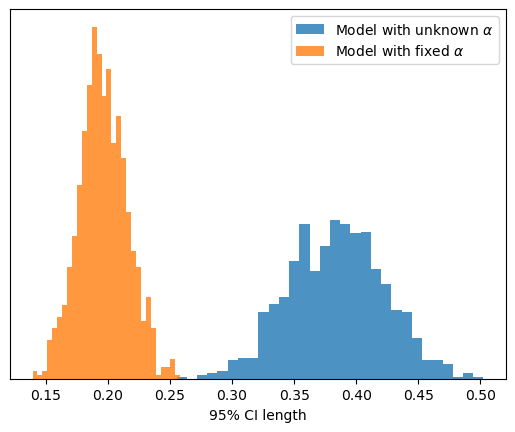 Model with unknown α
Model with fixed α
0.15 0.20 0.25 0.30 0.35 0.40 0.45 0.50
95% CI length